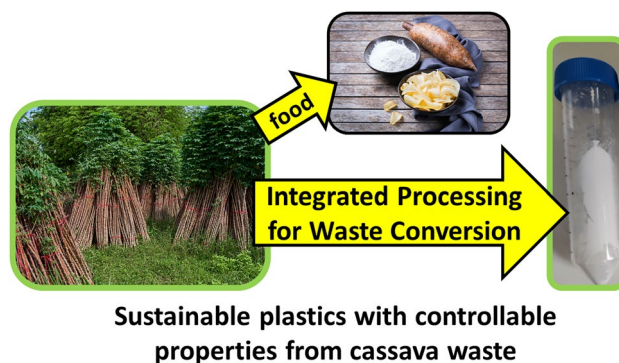 food
Integrated Processing
for Waste Conversion
Sustainable plastics with controllable
properties from cassava waste